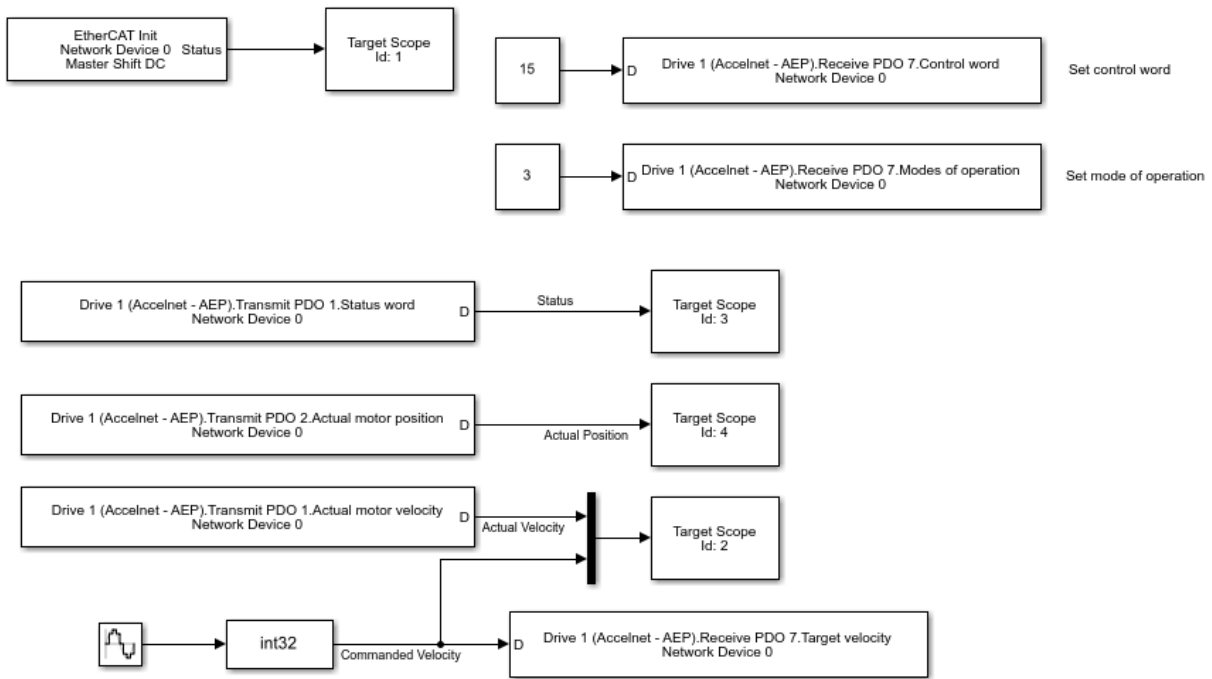 EtherCAT Init
Network Device 0 Status
Master Shift DC
Target Scope
Id: 1
15
D
Drive 1 (Accelnet - AEP).Receive PDO 7.Control word
Network Device 0
Set control word
3
D
Drive 1 (Accelnet - AEP).Receive PDO 7.Modes of operation
Network Device 0
Set mode of operation
Drive 1 (Accelnet - AEP).Transmit PDO 1.Status word
Network Device 0
D
Status
Target Scope
Id: 3
Drive 1 (Accelnet - AEP).Transmit PDO 2.Actual motor position
Network Device 0
D
Actual Position
Target Scope
Id: 4
Drive 1 (Accelnet - AEP).Transmit PDO 1.Actual motor velocity
Network Device 0
D
Actual Velocity
Target Scope
Id: 2
int32
Commanded Velocity
D
Drive 1 (Accelnet - AEP).Receive PDO 7.Target velocity
Network Device 0